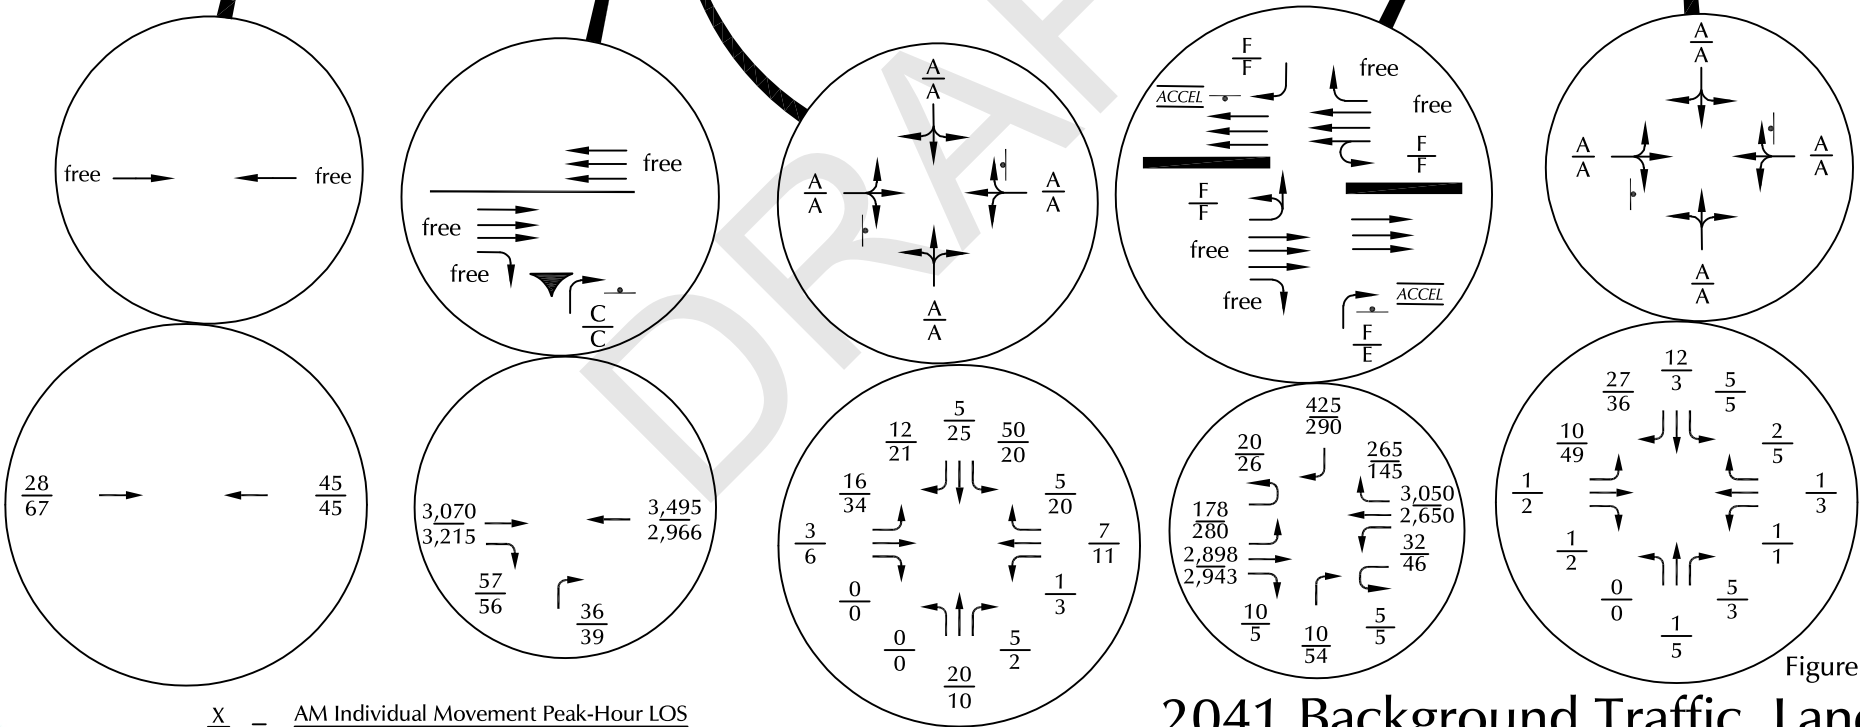 free
free
free
free
free
C
C
A
A
A
A
A
A
A
A
F
F
free
ACCEL
free
F
F
F
F
free
free
ACCEL
F
E
A
A
A
A
A
A
A
A
28
67
45
45
3,070
3,215
3,495
2,966
57
56
36
39
5
25
12
21
50
20
16
34
5
20
3
6
7
11
0
0
1
3
0
0
5
2
20
10
425
290
20
26
265
145
178
280
3,050
2,650
2,898
2,943
32
46
10
5
5
5
10
54
12
3
27
36
5
5
10
49
2
5
1
2
1
3
1
2
1
1
0
0
5
3
1
5
Figure
X = AM Individual Movement Peak-Hour LOS
2041 Background Traffic,